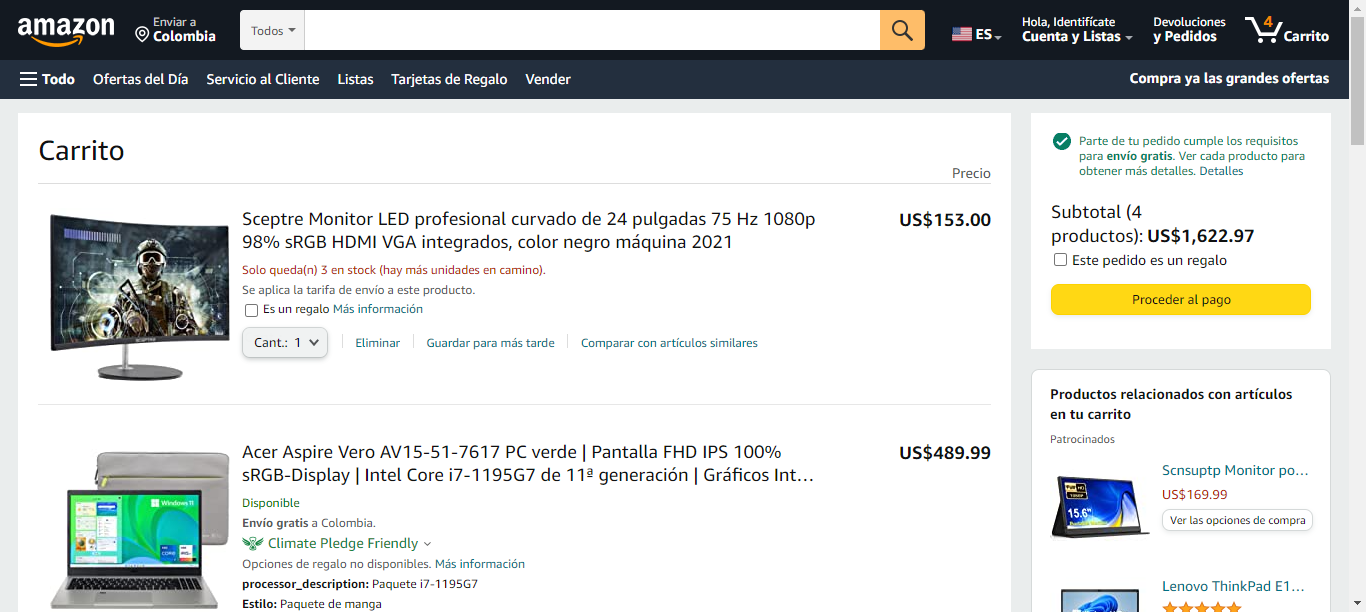 amazon
Enviar a
Colombia
Todos
ES
Hola, Identifícate
Cuenta y Listas
Devoluciones
y Pedidos
4
Carrito
Todo
Ofertas del Día
Servicio al Cliente
Listas
Tarjetas de Regalo
Vender
Compra ya las grandes ofertas
Carrito
Precio
Sceptre Monitor LED profesional curvado de 24 pulgadas 75 Hz 1080p
98% sRGB HDMI VGA integrados, color negro máquina 2021
US$153.00
Solo queda(n) 3 en stock (hay más unidades en camino).
Se aplica la tarifa de envío a este producto.
Es un regalo Más información
Cant.: 1
Eliminar
Guardar para más tarde
Comparar con artículos similares
SCEPTRE
Acer Aspire Vero AV15-51-7617 PC verde | Pantalla FHD IPS 100%
sRGB-Display | Intel Core i7-1195G7 de 11ª generación | Gráficos Int…
US$489.99
Disponible
Envío gratis a Colombia.
Climate Pledge Friendly
Opciones de regalo no disponibles. Más información
processor_description: Paquete i7-1195G7
Estilo: Paquete de manga
Windows 11
Parte de tu pedido cumple los requisitos
para envío gratis. Ver cada producto para
obtener más detalles. Detalles
Subtotal (4
productos): US$1,622.97
Este pedido es un regalo
Proceder al pago
Productos relacionados con artículos
en tu carrito
Patrocinados
Scnsuptp Monitor po…
US$169.99
Ver las opciones de compra
15.6"
Lenovo ThinkPad E1…